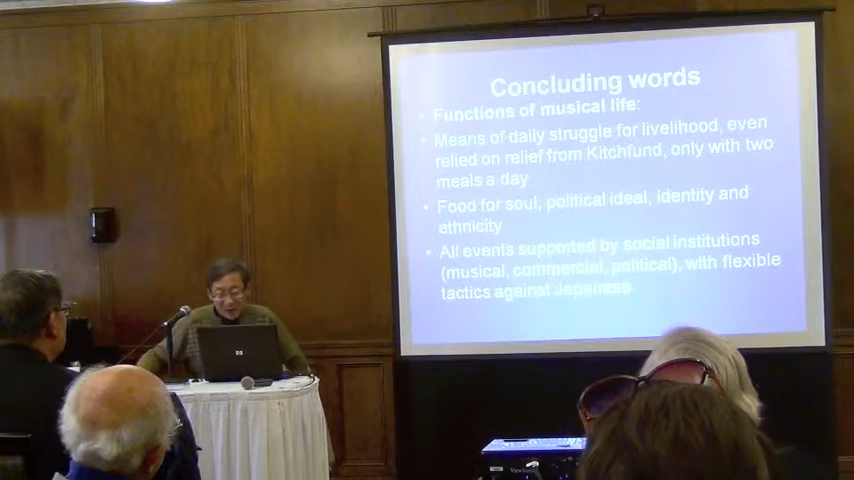 Concluding words
• Functions of musical life:
• Means of daily struggle for livelihood, even
relied on relief from Kitchfund, only with two
meals a day
• Food for soul, political ideal, identity and
ethnicity
• All events supported by social institutions
(musical, commercial, political), with flexible
tactics against Japanese
hp
ViewSonic